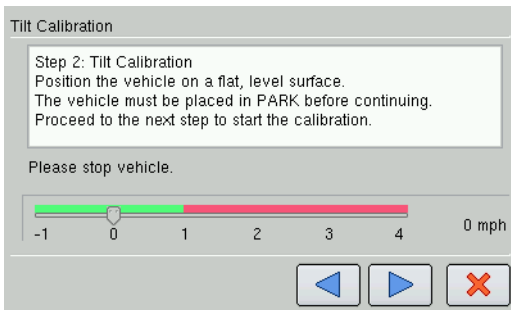 Tilt Calibration
Step 2: Tilt Calibration
Position the vehicle on a flat, level surface.
The vehicle must be placed in PARK before continuing.
Proceed to the next step to start the calibration.
Please stop vehicle.
-1 0 1 2 3 4 0 mph